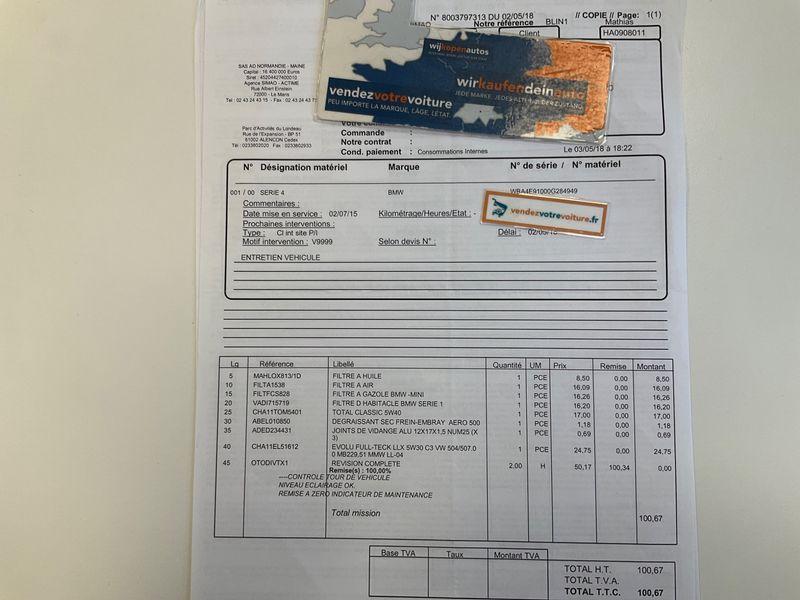 N° 8003797313 DU 02/05/18 // COPIE // Page: 1(1)
Notre référence BLIN1 Mathias
Client HA0908011
wijkopenautos
wirkaufendeinauto
JEDE MARKE, JEDES ALTER, JEDER ZUSTAND.
vendezvotrevoiture
PEU IMPORTE LA MARQUE, L'ÂGE, L'ÉTAT.
SAS AD NORMANDIE - MAINE
Capital : 16 400 000 Euros
Siret : 45204427400010
Agence SIMAO - ACTIME
Rue Albert Einstein
72000 - Le Mans
Tel : 02 43 24 43 15 - Fax : 02 43 24 43
Parc d'Activités du Londeau
Rue de l'Expansion - BP 51
61002 ALENCON Cedex
Tél : 0233802020 Fax : 0233802933
Commande :
Notre contrat :
Cond. paiement : Consommations Internes
Le 03/05/18 à 18:22
N° Désignation matériel Marque N° de série / N° matériel
001 / 00 SERIE 4 BMW WBA4E91000G284949
Commentaires :
vendezvotrevoiture.fr
Date mise en service : 02/07/15 Kilométrage/Heures/Etat : -
Prochaines interventions :
Type : CI int site P/I Délai :
Motif intervention : V9999 Selon devis N° :
ENTRETIEN VEHICULE
Lg Référence Libellé Quantité UM Prix Remise Montant
5 MAHLOX813/1D FILTRE A HUILE 1 PCE 8,50 0,00 8,50
10 FILTA1538 FILTRE A AIR 1 PCE 16,09 0,00 16,09
15 FILTFCS828 FILTRE A GAZOLE BMW -MINI 1 PCE 16,26 0,00 16,26
20 VADI715719 FILTRE D HABITACLE BMW SERIE 1 1 PCE 16,20 0,00 16,20
25 CHA11TOM5401 TOTAL CLASSIC 5W40 1 PCE 17,00 0,00 17,00
30 ABEL010850 DEGRAISSANT SEC FREIN-EMBRAY AERO 500 1 PCE 1,18 0,00 1,18
35 ADED234431 JOINTS DE VIDANGE ALU 12X17X1,5 NUM25 (X 1 PCE 0,69 0,00 0,69
3)
40 CHA11EL51612 EVOLU FULL-TECK LLX 5W30 C3 VW 504/507.0 1 PCE 24,75 0,00 24,75
0 MB229,51 MMW LL-04
45 OTODIVTX1 REVISION COMPLETE 2,00 H 50,17 100,34 0,00
Remise(s) : 100,00%
----CONTROLE TOUR DE VEHICULE
NIVEAU ECLAIRAGE OK.
REMISE A ZERO INDICATEUR DE MAINTENANCE
Total mission 100,67
Base TVA Taux Montant TVA
TOTAL H.T. 100,67
TOTAL T.V.A.
TOTAL T.T.C. 100,67